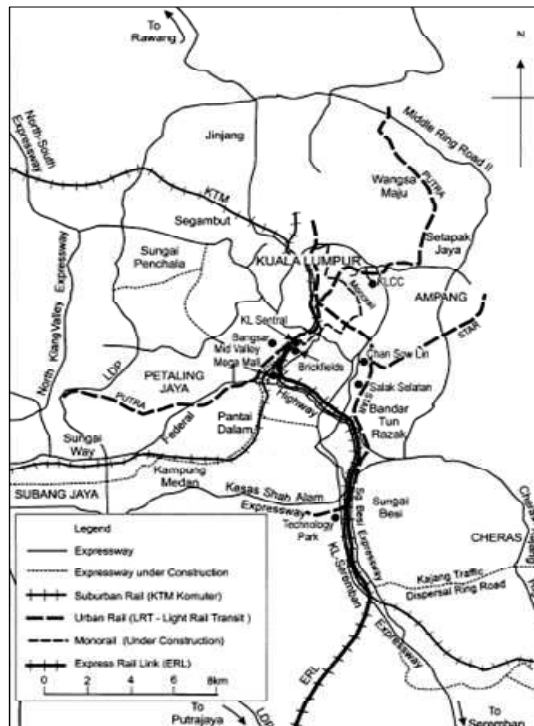 To
Rawang
N
North-South
Expressway
Jinjang
Middle Ring Road II
KTM
Wangsa
Maju
PUTRA
Segambut
Setapak
Jaya
Sungai
Penchala
KUALA LUMPUR
KLCC
Monorail
AMPANG
North Klang Valley Expressway
KL Sentral
STAR
Bangsar
Mid Valley
Mega Mall
Brickfields
Chan Sow Lin
LDP
PETALING
JAYA
Salak Selatan
STAR
PUTRA
Federal
Highway
Pantai
Dalam
Bandar
Tun
Razak
Sungai
Way
Kampung
Medan
SUBANG JAYA
Kasas Shah Alam
Expressway
Technology
Park
Sg Besi Expressway
Sungai
Besi
CHERAS
KL-Seremban
Expressway
Kajang Traffic
Dispersal Ring Road
Legend
Expressway
Expressway under Construction
Suburban Rail (KTM Komuter)
Urban Rail (LRT - Light Rail Transit )
Monorail (Under Construction)
Express Rail Link (ERL)
0 2 4 6 8km
ERL
To
Putrajaya
LDP
To
Seremban